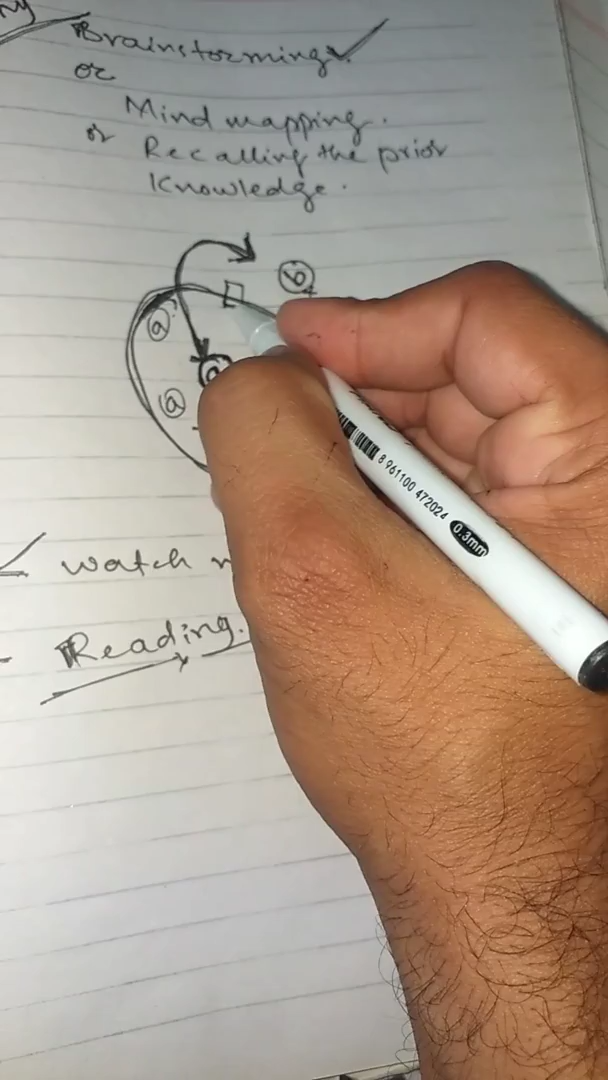 Brainstorming
or
Mind mapping.
or Recalling the prior
Knowledge.
b
a
a
a
watch
Reading.
8 961100 472024
0.3mm